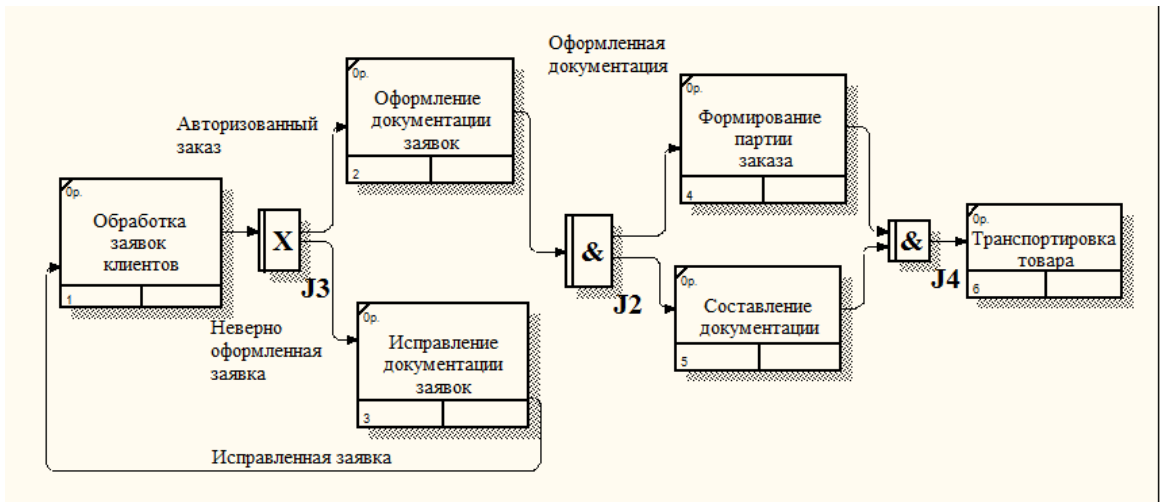 Оформленная
документация
0р.
Оформление
документации
заявок
2
0р.
Формирование
партии
заказа
4
Авторизованный
заказ
0р.
Обработка
заявок
клиентов
1
X
J3
&
J2
&
J4
0р.
Транспортировка
товара
6
0р.
Составление
документации
5
Неверно
оформленная
заявка
0р.
Исправление
документации
заявок
3
Исправленная заявка